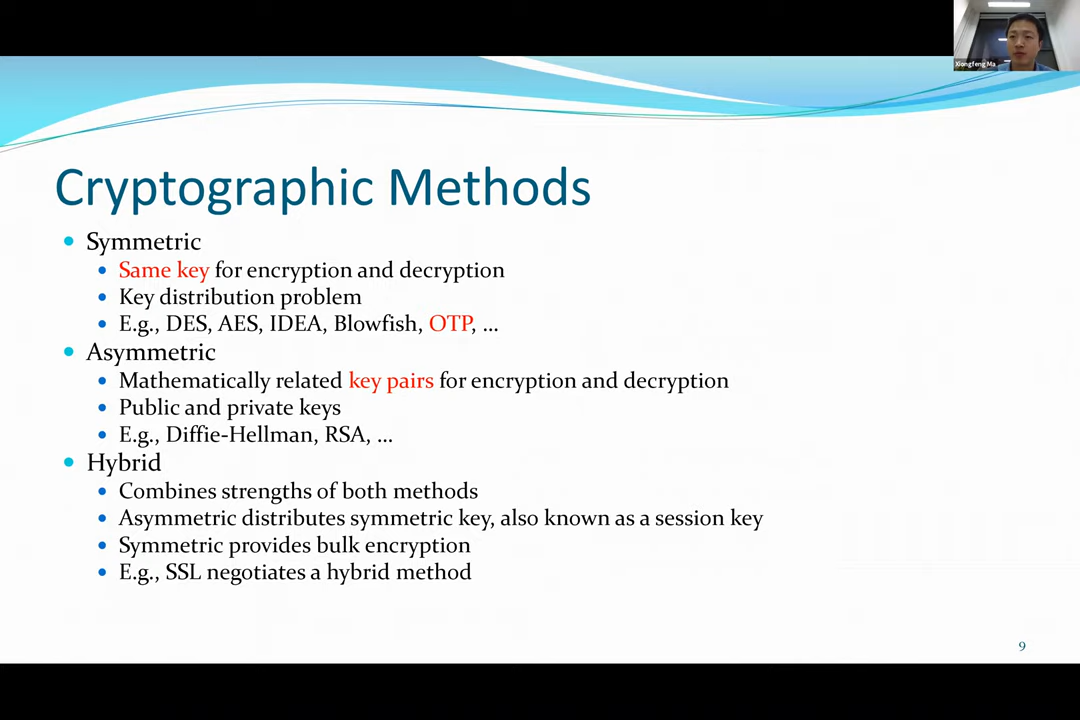 Xiongfeng Ma
Cryptographic Methods
Symmetric
Same key for encryption and decryption
Key distribution problem
E.g., DES, AES, IDEA, Blowfish, OTP, ...
Asymmetric
Mathematically related key pairs for encryption and decryption
Public and private keys
E.g., Diffie-Hellman, RSA, ...
Hybrid
Combines strengths of both methods
Asymmetric distributes symmetric key, also known as a session key
Symmetric provides bulk encryption
E.g., SSL negotiates a hybrid method
9